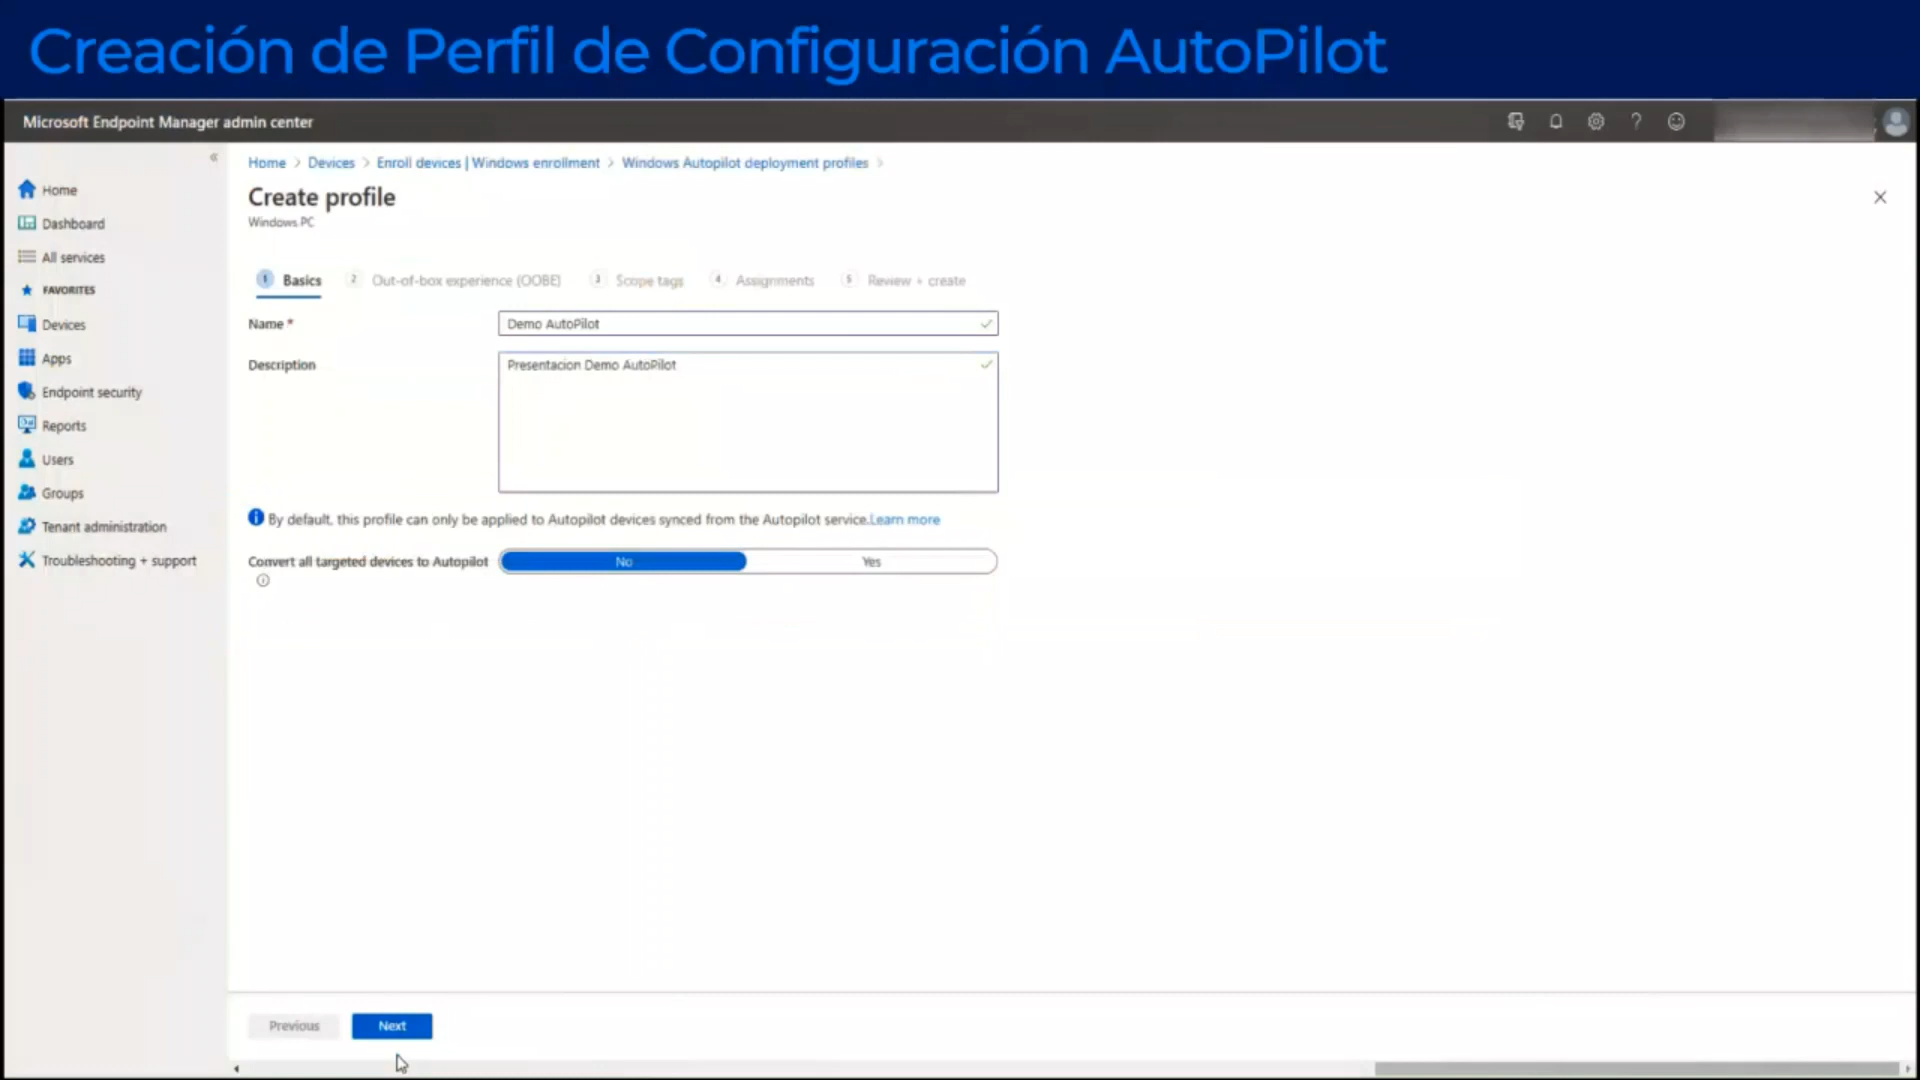 Creación de Perfil de Configuración AutoPilot
Microsoft Endpoint Manager admin center
Home > Devices > Enroll devices | Windows enrollment > Windows Autopilot deployment profiles >
Create profile
Windows PC
Home
Dashboard
All services
FAVORITES
Devices
Apps
Endpoint security
Reports
Users
Groups
Tenant administration
Troubleshooting + support
1 Basics 2 Out-of-box experience (OOBE) 3 Scope tags 4 Assignments 5 Review + create
Name * Demo AutoPilot
Description Presentacion Demo AutoPilot
By default, this profile can only be applied to Autopilot devices synced from the Autopilot service.Learn more
Convert all targeted devices to Autopilot No Yes
Previous Next